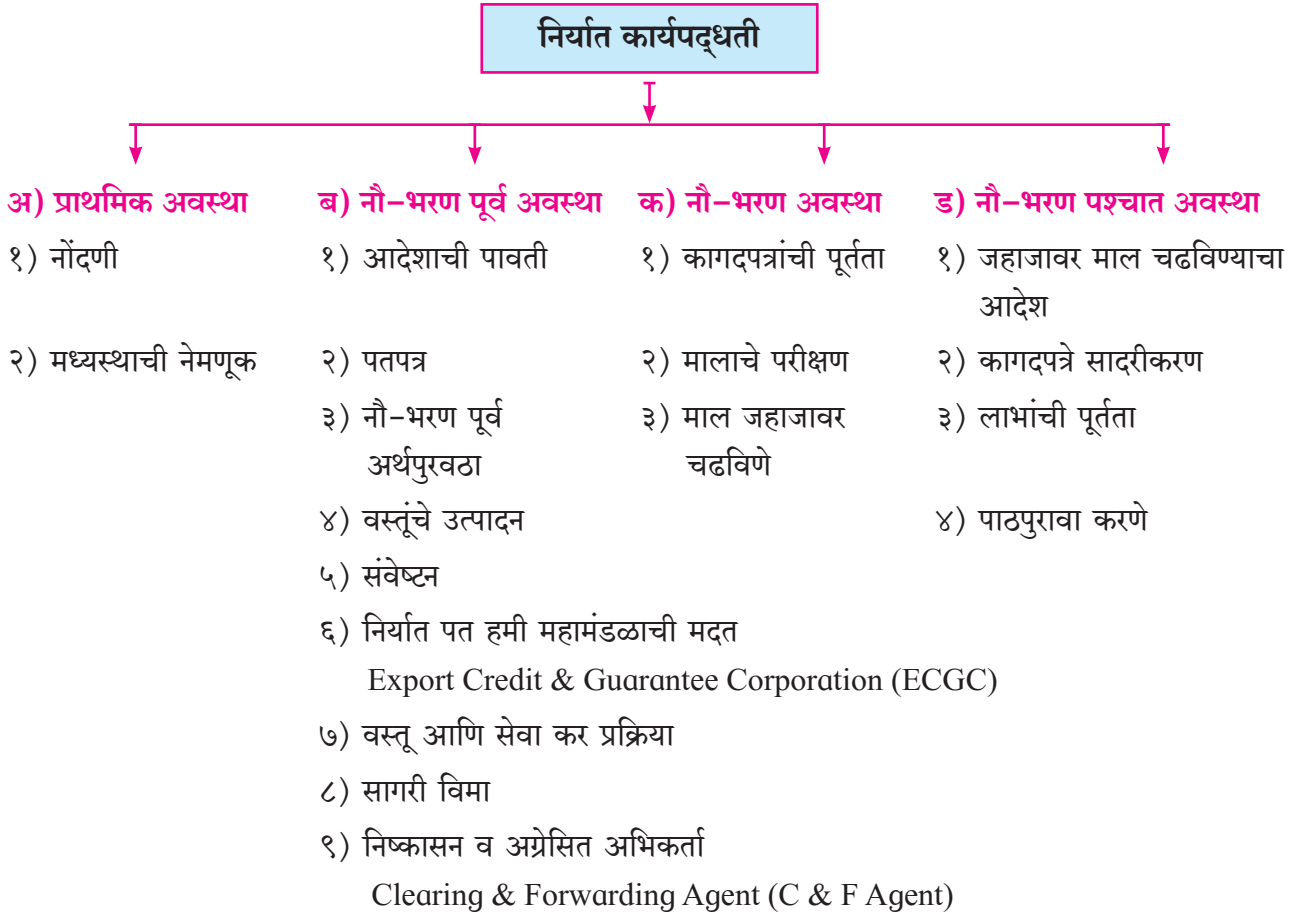 निर्यात कार्यपद्धती
अ) प्राथमिक अवस्था
१) नोंदणी
२) मध्यस्थाची नेमणूक
ब) नौ-भरण पूर्व अवस्था
१) आदेशाची पावती
२) पतपत्र
३) नौ-भरण पूर्व
अर्थपुरवठा
४) वस्तूंचे उत्पादन
५) संवेष्टन
६) निर्यात पत हमी महामंडळाची मदत
Export Credit & Guarantee Corporation (ECGC)
७) वस्तू आणि सेवा कर प्रक्रिया
८) सागरी विमा
९) निष्कासन व अग्रेसित अभिकर्ता
Clearing & Forwarding Agent (C & F Agent)
क) नौ-भरण अवस्था
१) कागदपत्रांची पूर्तता
२) मालाचे परीक्षण
३) माल जहाजावर
चढविणे
ड) नौ-भरण पश्चात अवस्था
१) जहाजावर माल चढविण्याचा
आदेश
२) कागदपत्रे सादरीकरण
३) लाभांची पूर्तता
४) पाठपुरावा करणे